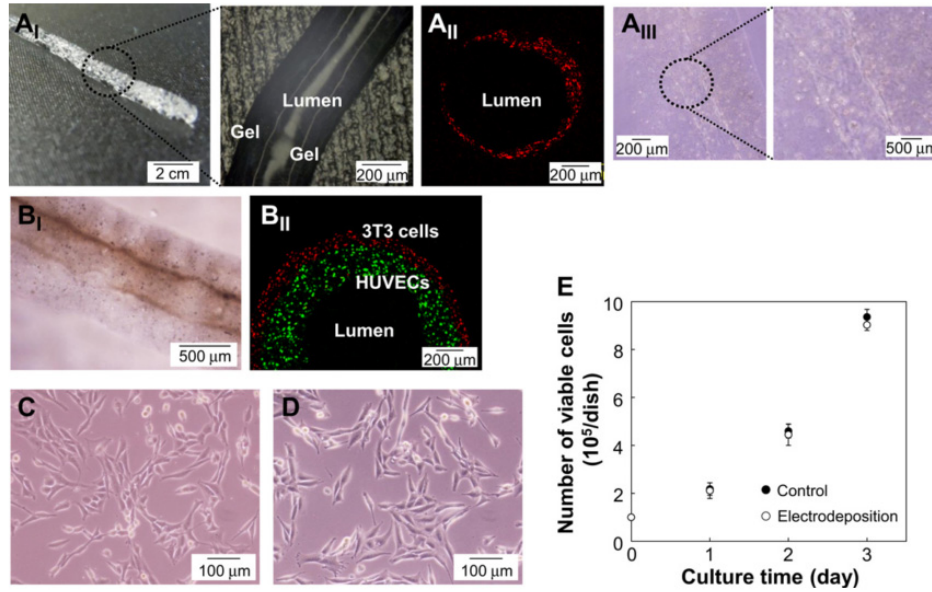 A_I
2 cm
Lumen
Gel
Gel
200 μm
A_II
Lumen
200 μm
A_III
200 μm
500 μm
B_I
500 μm
B_II
3T3 cells
HUVECs
Lumen
200 μm
C
100 μm
D
100 μm
E
Number of viable cells
(10⁵/dish)
10
8
6
4
2
0
Control
Electrodeposition
0 1 2 3
Culture time (day)